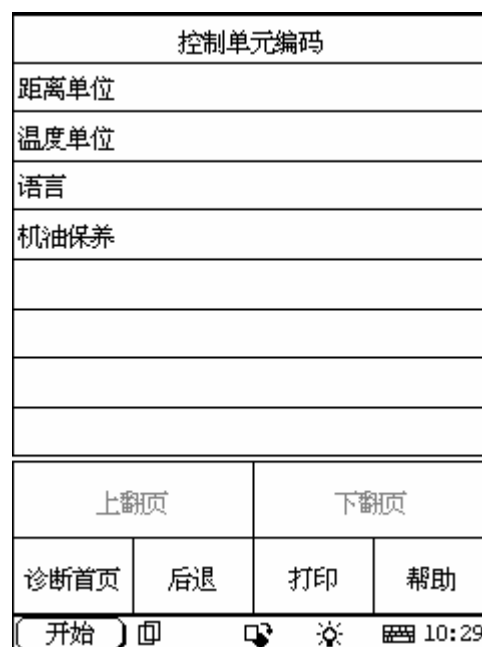 控制单元编码
距离单位
温度单位
语言
机油保养
上翻页 下翻页
诊断首页 后退 打印 帮助
开始 10:29